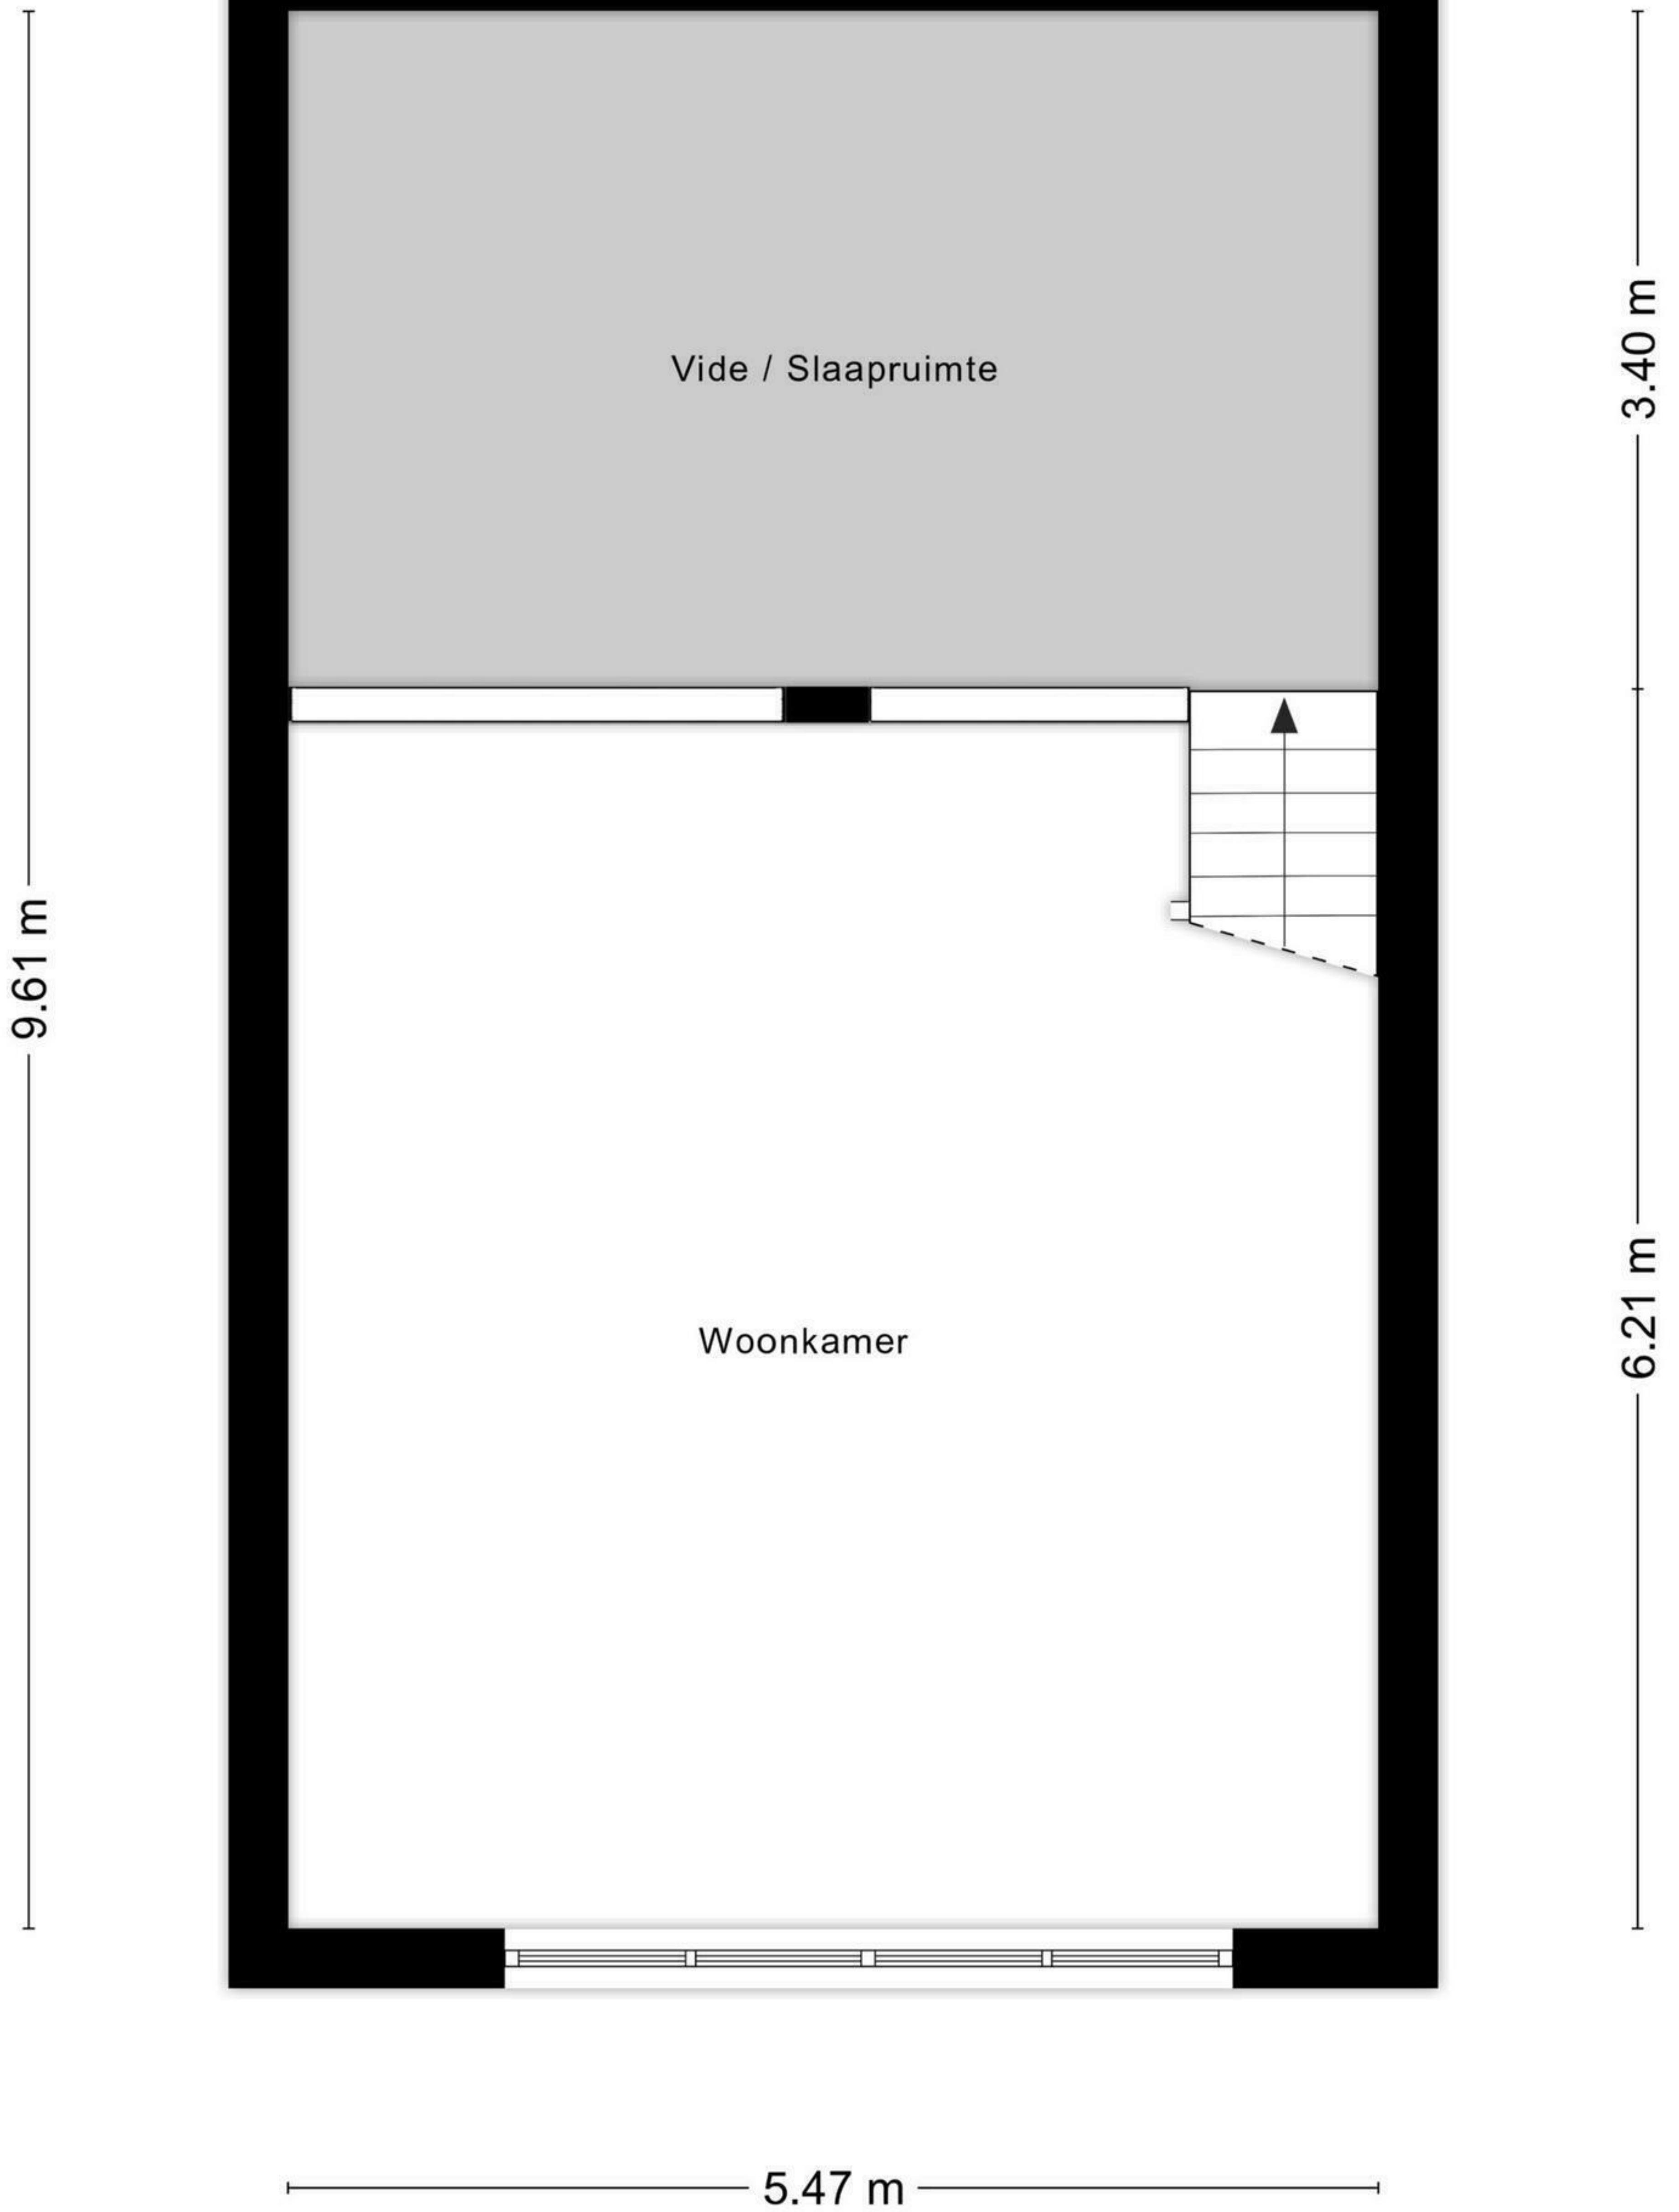 3.40 m
Vide / Slaapruimte
9.61 m
6.21 m
Woonkamer
5.47 m